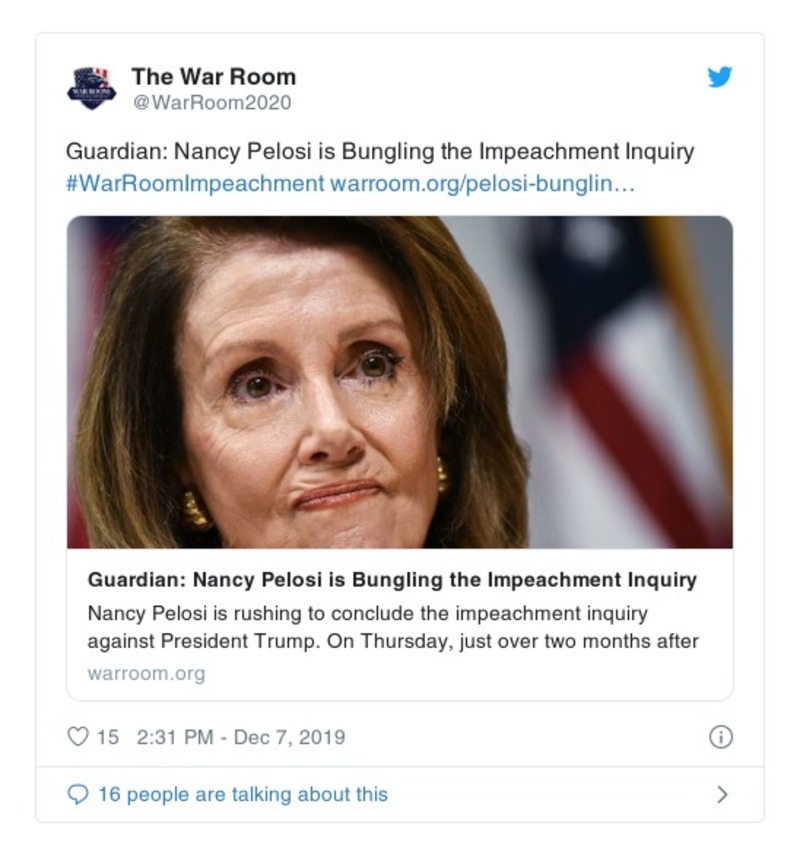 The War Room
@WarRoom2020
Guardian: Nancy Pelosi is Bungling the Impeachment Inquiry
#WarRoomImpeachment warroom.org/pelosi-bunglin…
Guardian: Nancy Pelosi is Bungling the Impeachment Inquiry
Nancy Pelosi is rushing to conclude the impeachment inquiry
against President Trump. On Thursday, just over two months after
warroom.org
15 2:31 PM - Dec 7, 2019
16 people are talking about this